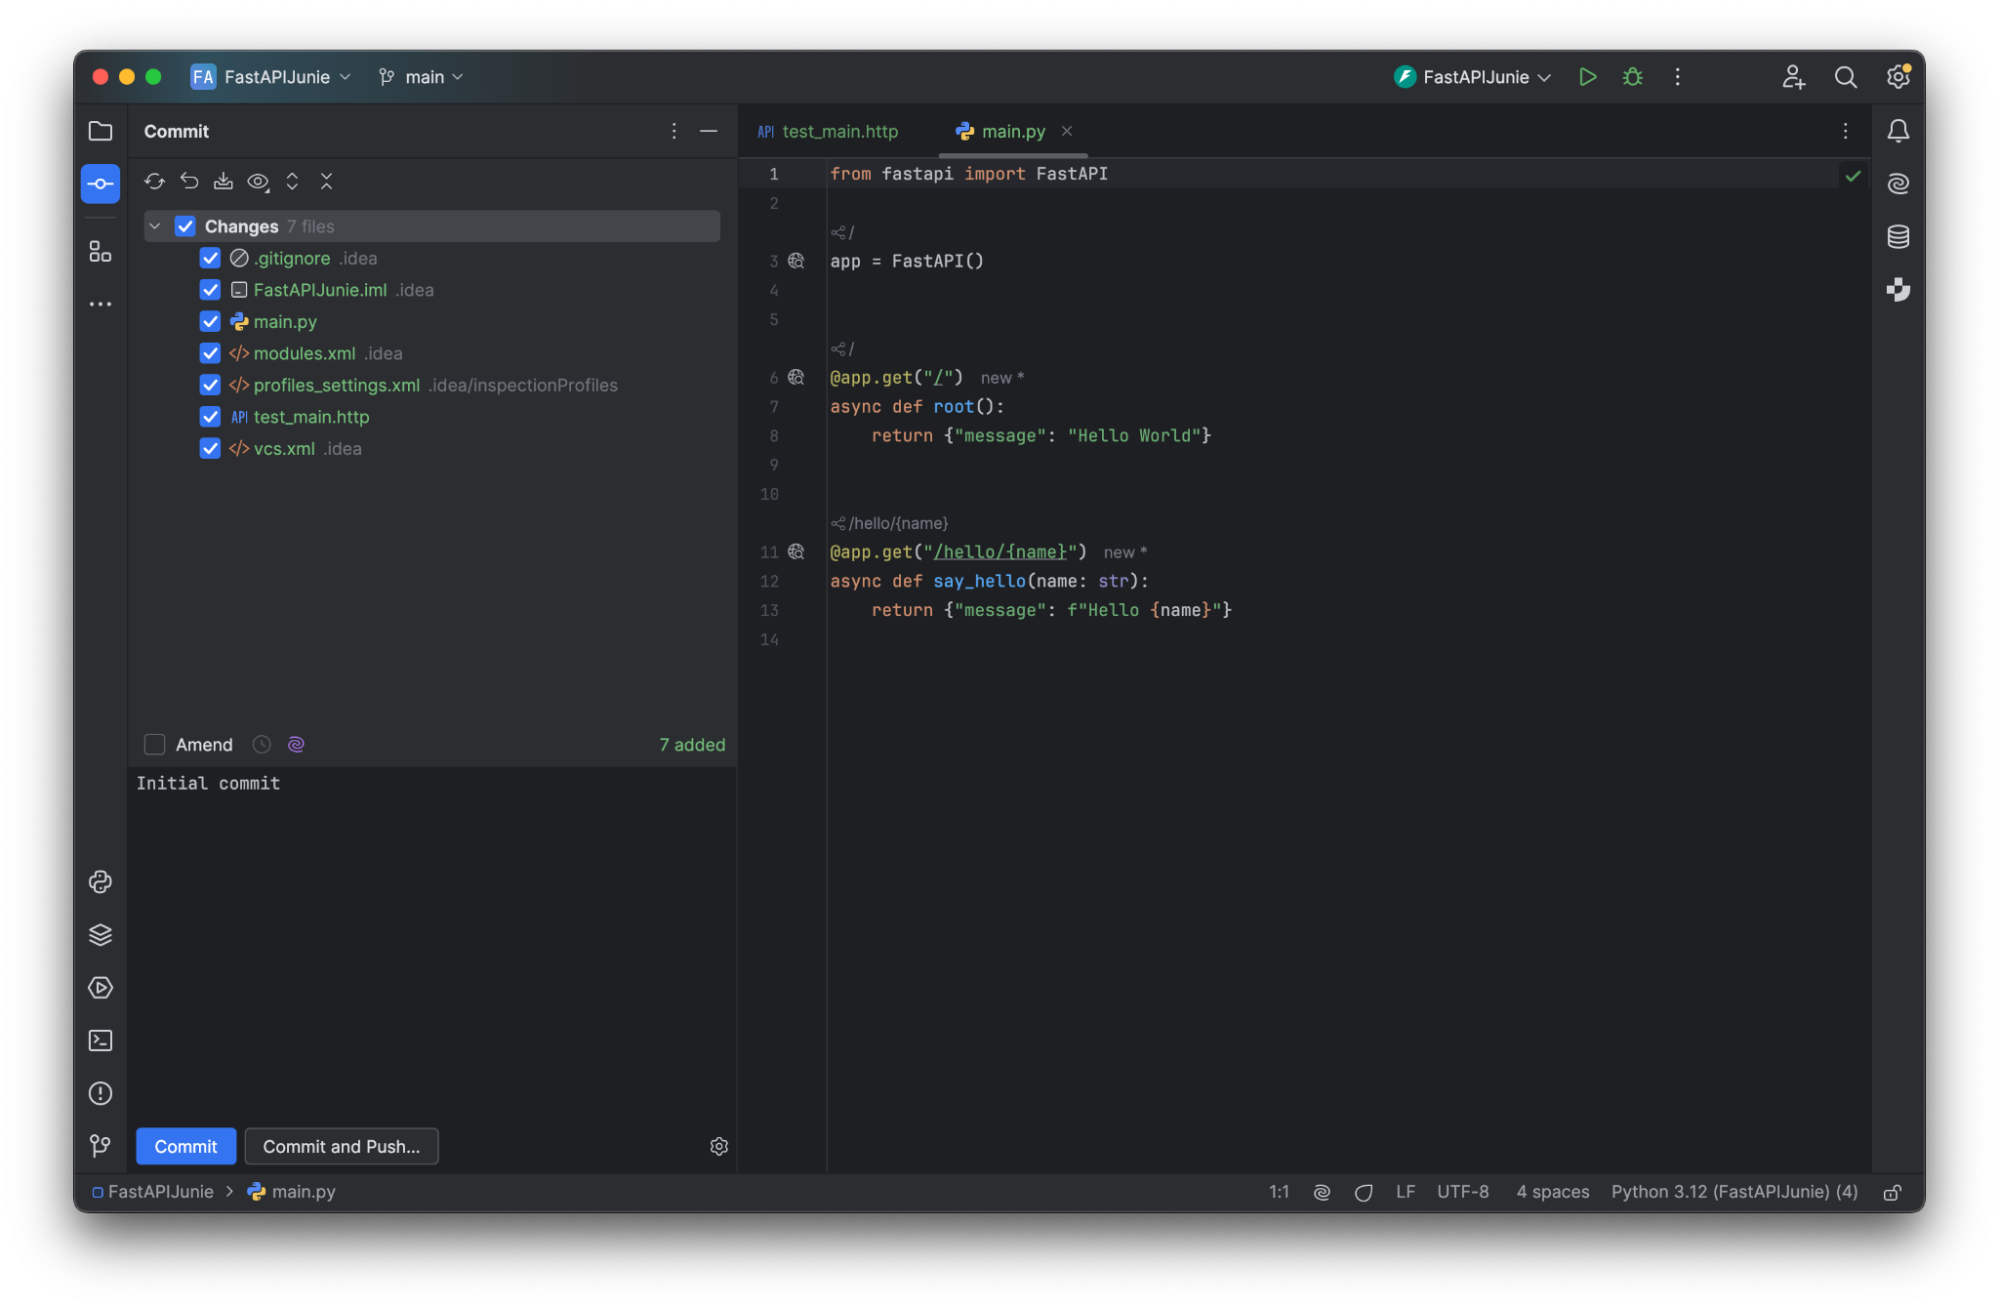 FA FastAPIJunie main FastAPIJunie
Commit
Changes 7 files
.gitignore .idea
FastAPIJunie.iml .idea
main.py
</> modules.xml .idea
</> profiles_settings.xml .idea/inspectionProfiles
API test_main.http
</> vcs.xml .idea
Amend 7 added
Initial commit
Commit Commit and Push...
API test_main.http main.py
1 from fastapi import FastAPI
2
/
3 app = FastAPI()
4
5
/
6 @app.get("/") new *
7 async def root():
8 return {"message": "Hello World"}
9
10
/hello/{name}
11 @app.get("/hello/{name}") new *
12 async def say_hello(name: str):
13 return {"message": f"Hello {name}"}
14
FastAPIJunie > main.py 1:1 LF UTF-8 4 spaces Python 3.12 (FastAPIJunie) (4)